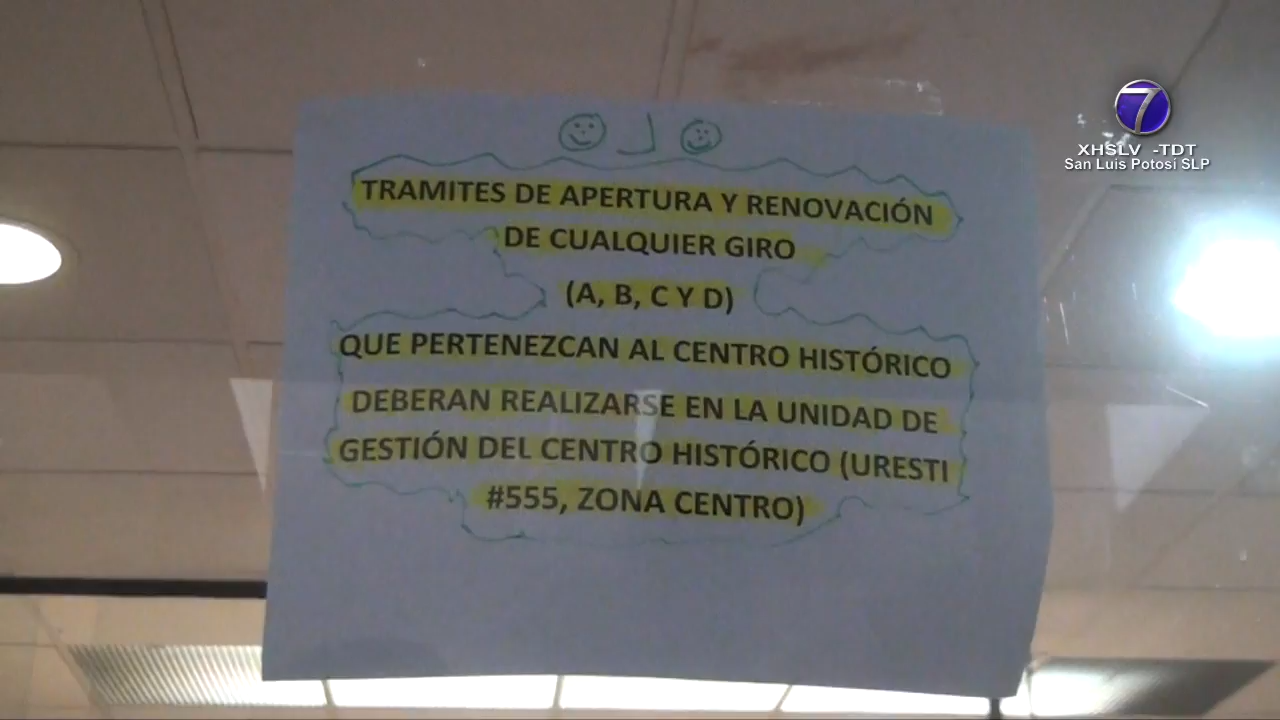 OJO
TRAMITES DE APERTURA Y RENOVACIÓN
DE CUALQUIER GIRO
(A, B, C Y D)
QUE PERTENEZCAN AL CENTRO HISTÓRICO
DEBERAN REALIZARSE EN LA UNIDAD DE
GESTIÓN DEL CENTRO HISTÓRICO (URESTI
#555, ZONA CENTRO)
7
XHSLV -TDT
San Luis Potosí SLP